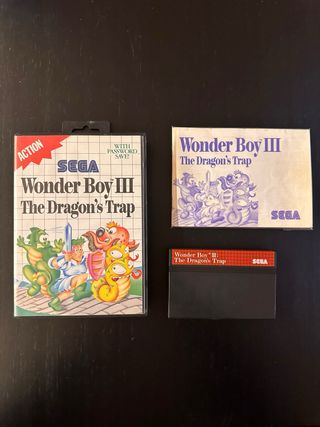 ACTION
WITH
PASSWORD
SAVE!
SEGA
Wonder Boy III
The Dragon's Trap
Wonder Boy III
The Dragon's Trap
SEGA
Wonder Boy™ III:
The Dragon's Trap
SEGA